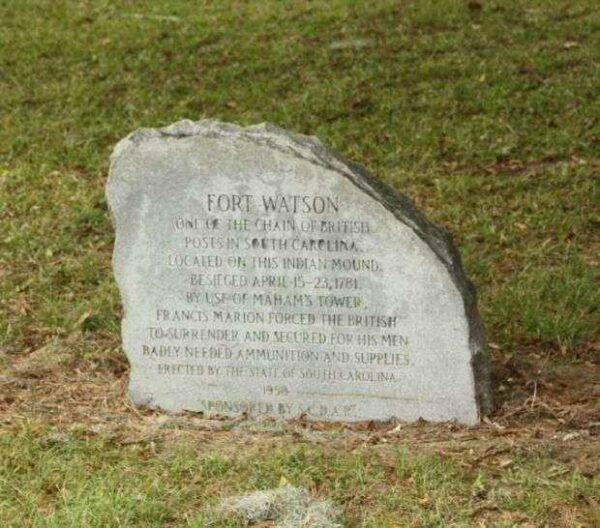 FORT WATSON
ONE OF THE CHAIN OF BRITISH
POSTS IN SOUTH CAROLINA.
LOCATED ON THIS INDIAN MOUND.
BESIEGED APRIL 15-23, 1781.
BY USE OF MAHAM'S TOWER,
FRANCIS MARION FORCED THE BRITISH
TO SURRENDER AND SECURED FOR HIS MEN
BADLY NEEDED AMMUNITION AND SUPPLIES.
ERECTED BY THE STATE OF SOUTH CAROLINA
"SPONSORED BY D.A.R."